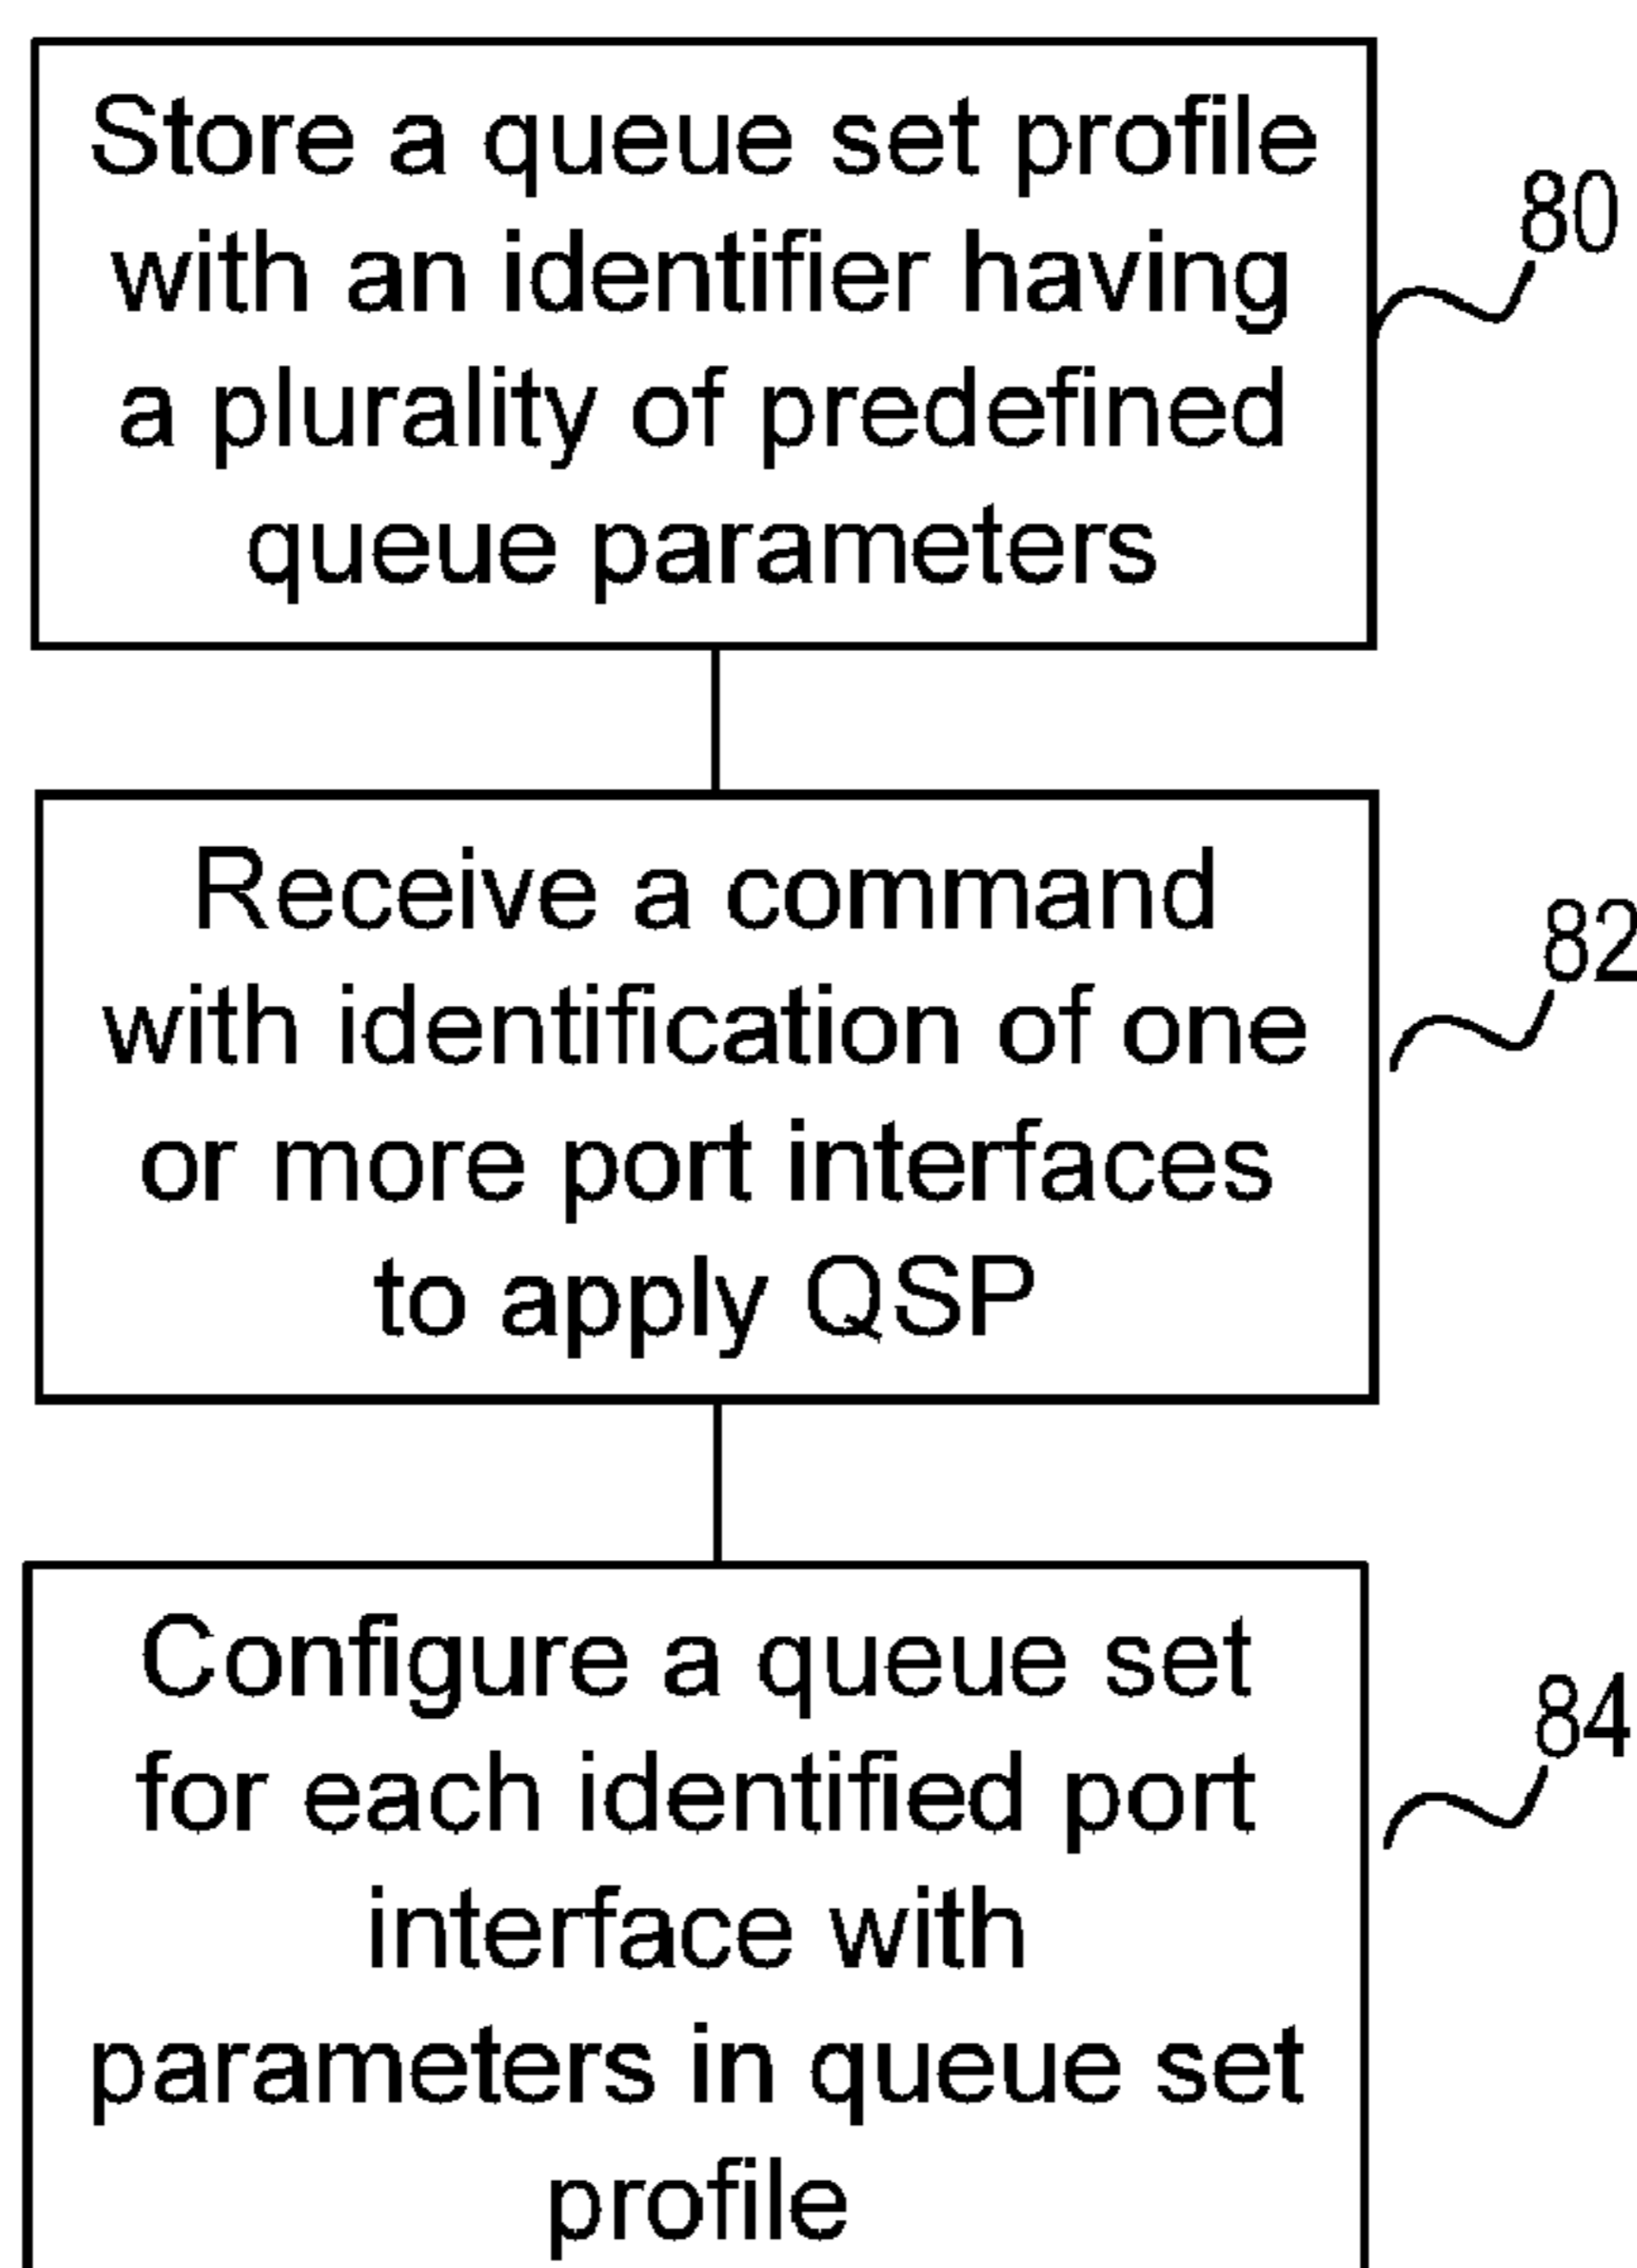 Store a queue set profile
with an identifier having
a plurality of predefined
queue parameters
80
Receive a command
with identification of one
or more port interfaces
to apply QSP
82
Configure a queue set
for each identified port
interface with
parameters in queue set
profile
84